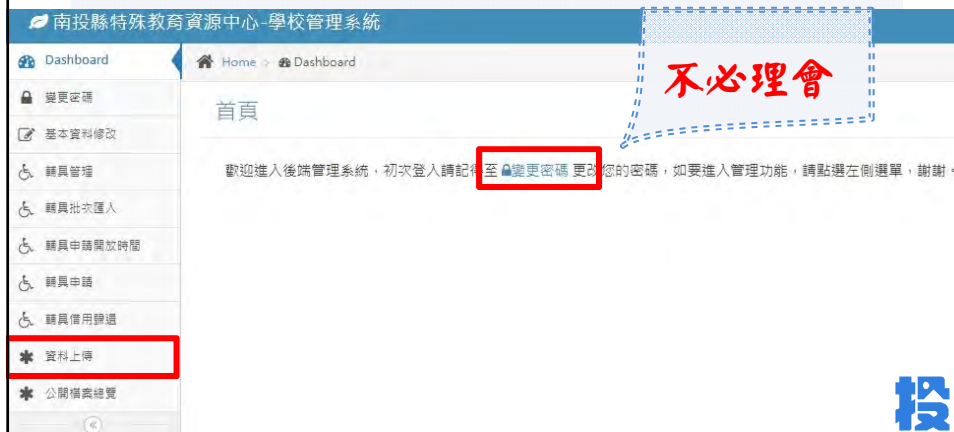 南投縣特殊教育資源中心-學校管理系統
Dashboard
變更密碼
基本資料修改
輔具管理
輔具批次匯入
輔具申請開放時間
輔具申請
輔具借用歸還
資料上傳
公開檔案總覽
Home > Dashboard
不必理會
首頁
歡迎進入後端管理系統，初次登入請記得至 變更密碼 更改您的密碼，如要進入管理功能，請點選左側選單，謝謝。
投